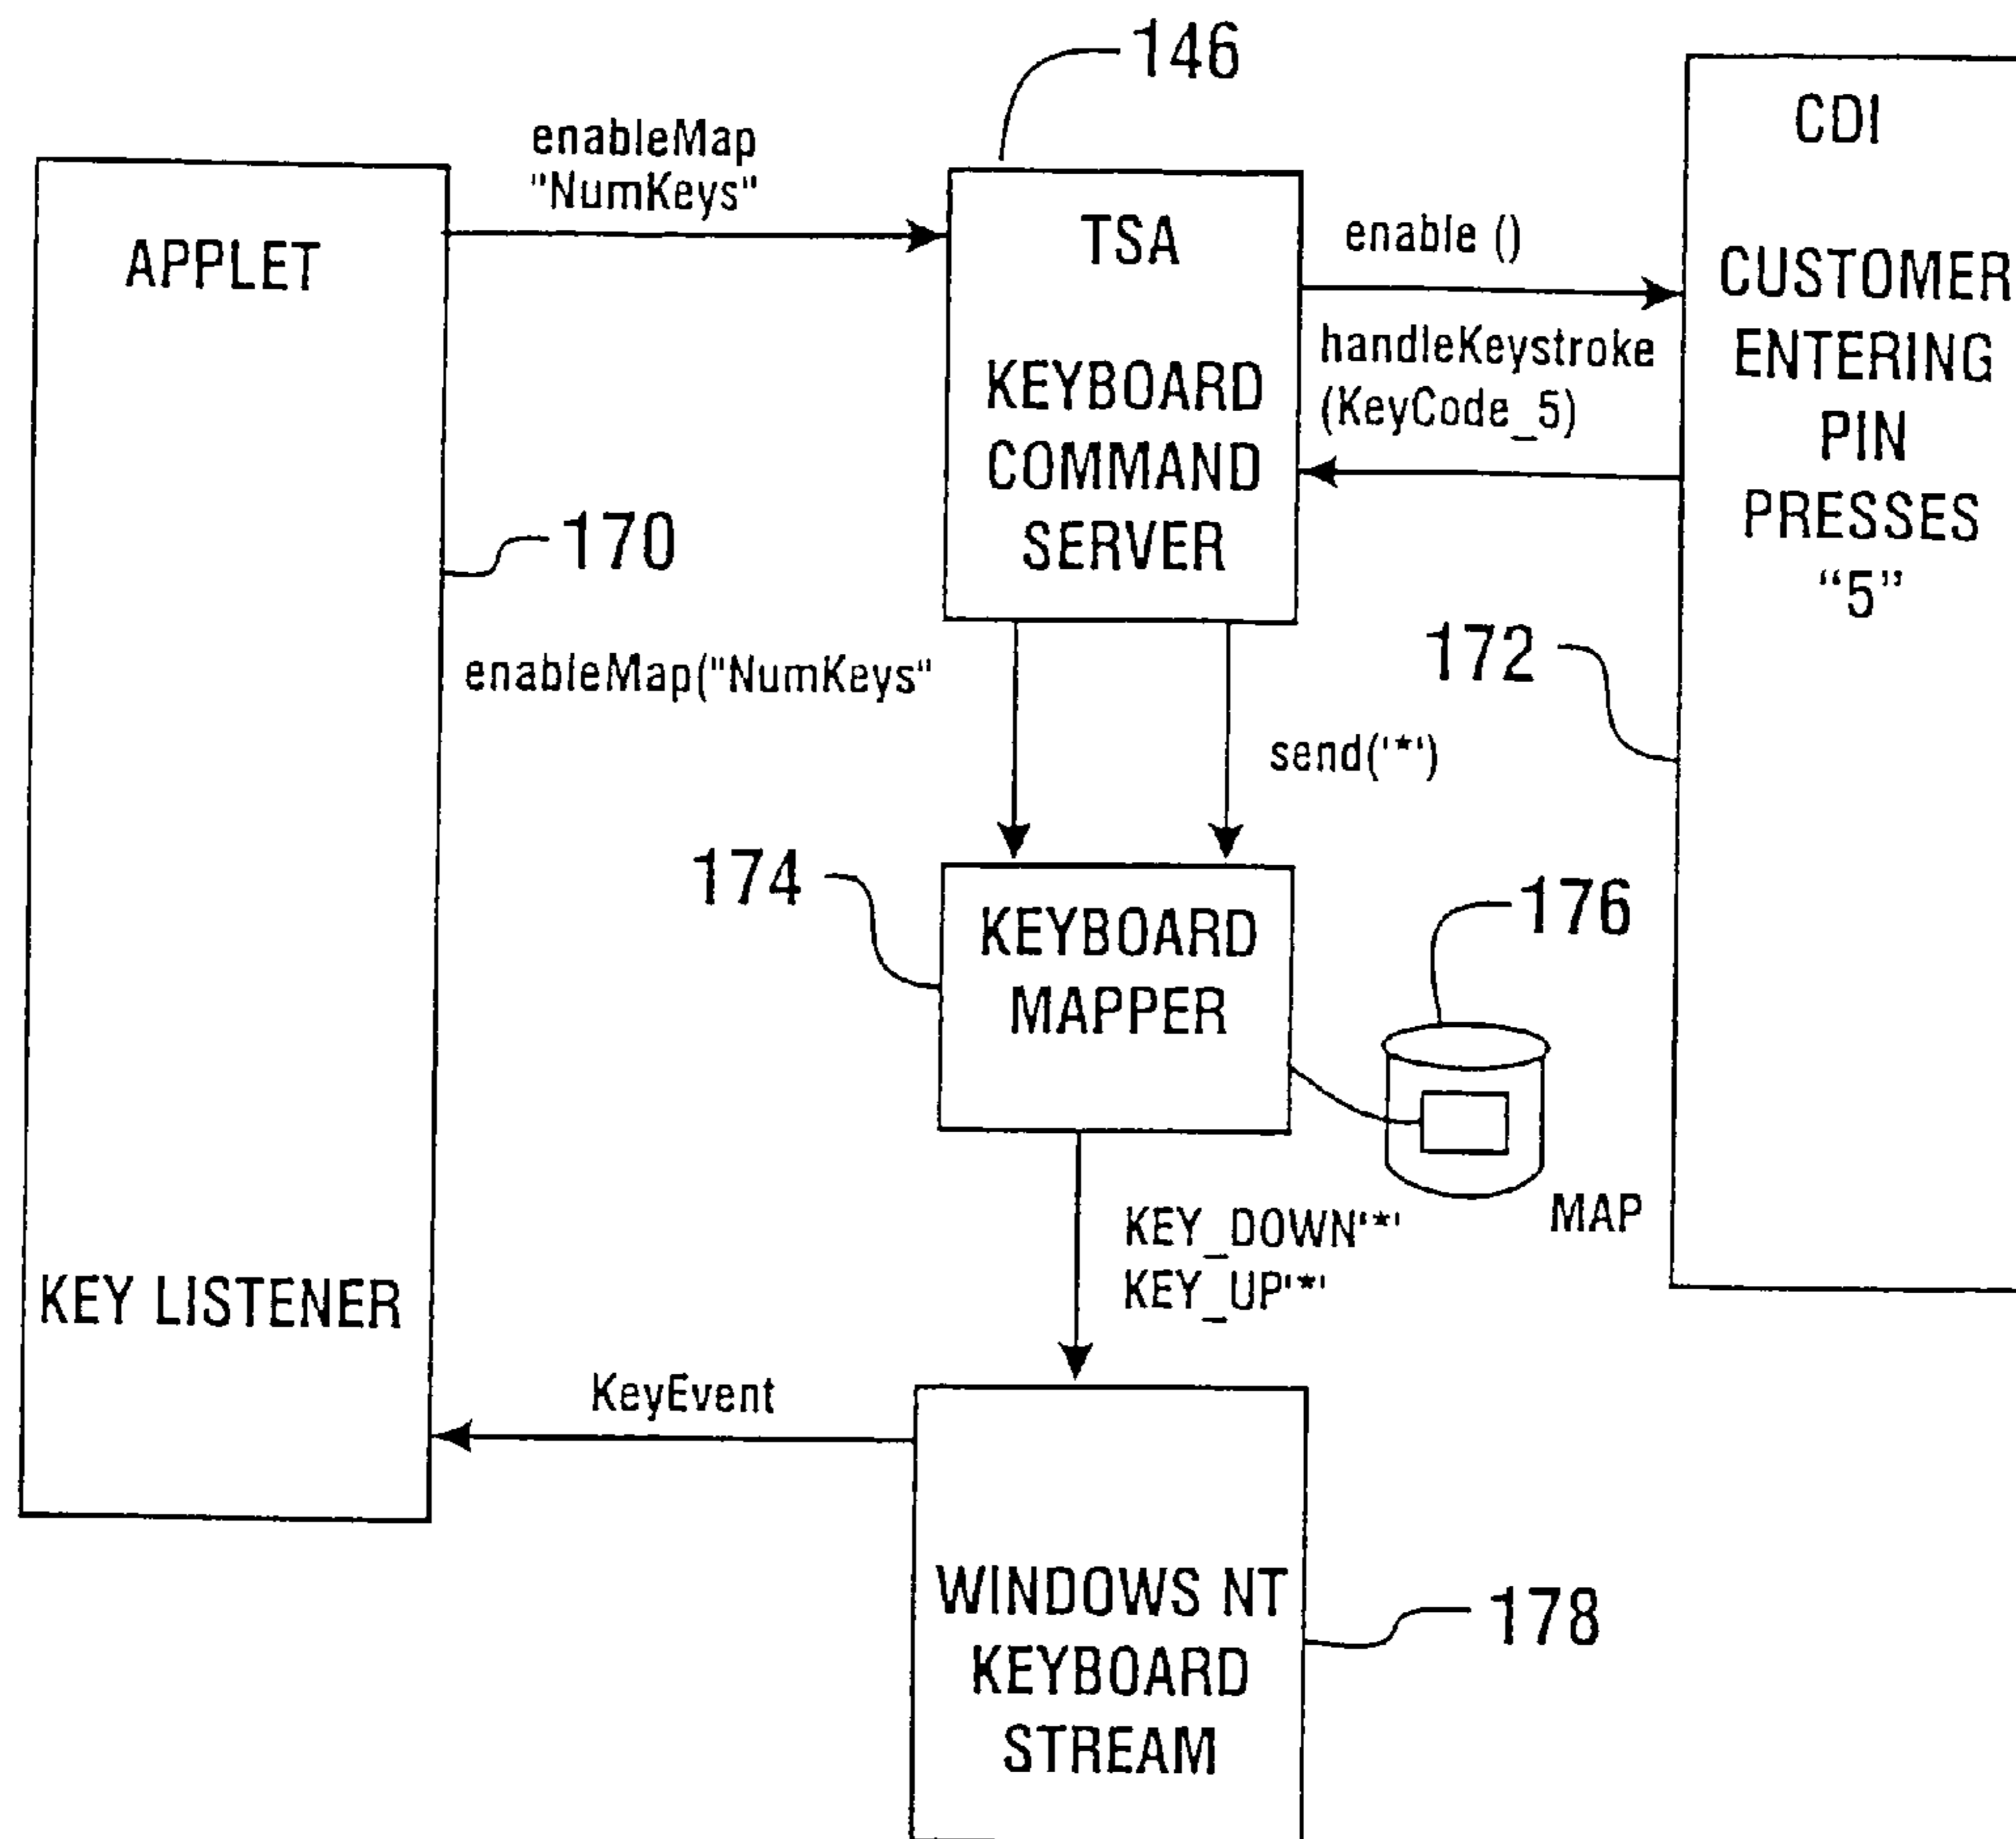 146
CDI
enableMap
"NumKeys"
APPLET
TSA
enable ()
CUSTOMER
ENTERING
PIN
PRESSES
“5”
handleKeystroke
(KeyCode_5)
KEYBOARD
COMMAND
SERVER
170
172
enableMap("NumKeys"
send('*')
174
KEYBOARD
MAPPER
176
MAP
KEY_DOWN'*'
KEY_UP'*'
KEY LISTENER
KeyEvent
WINDOWS NT
KEYBOARD
STREAM
178